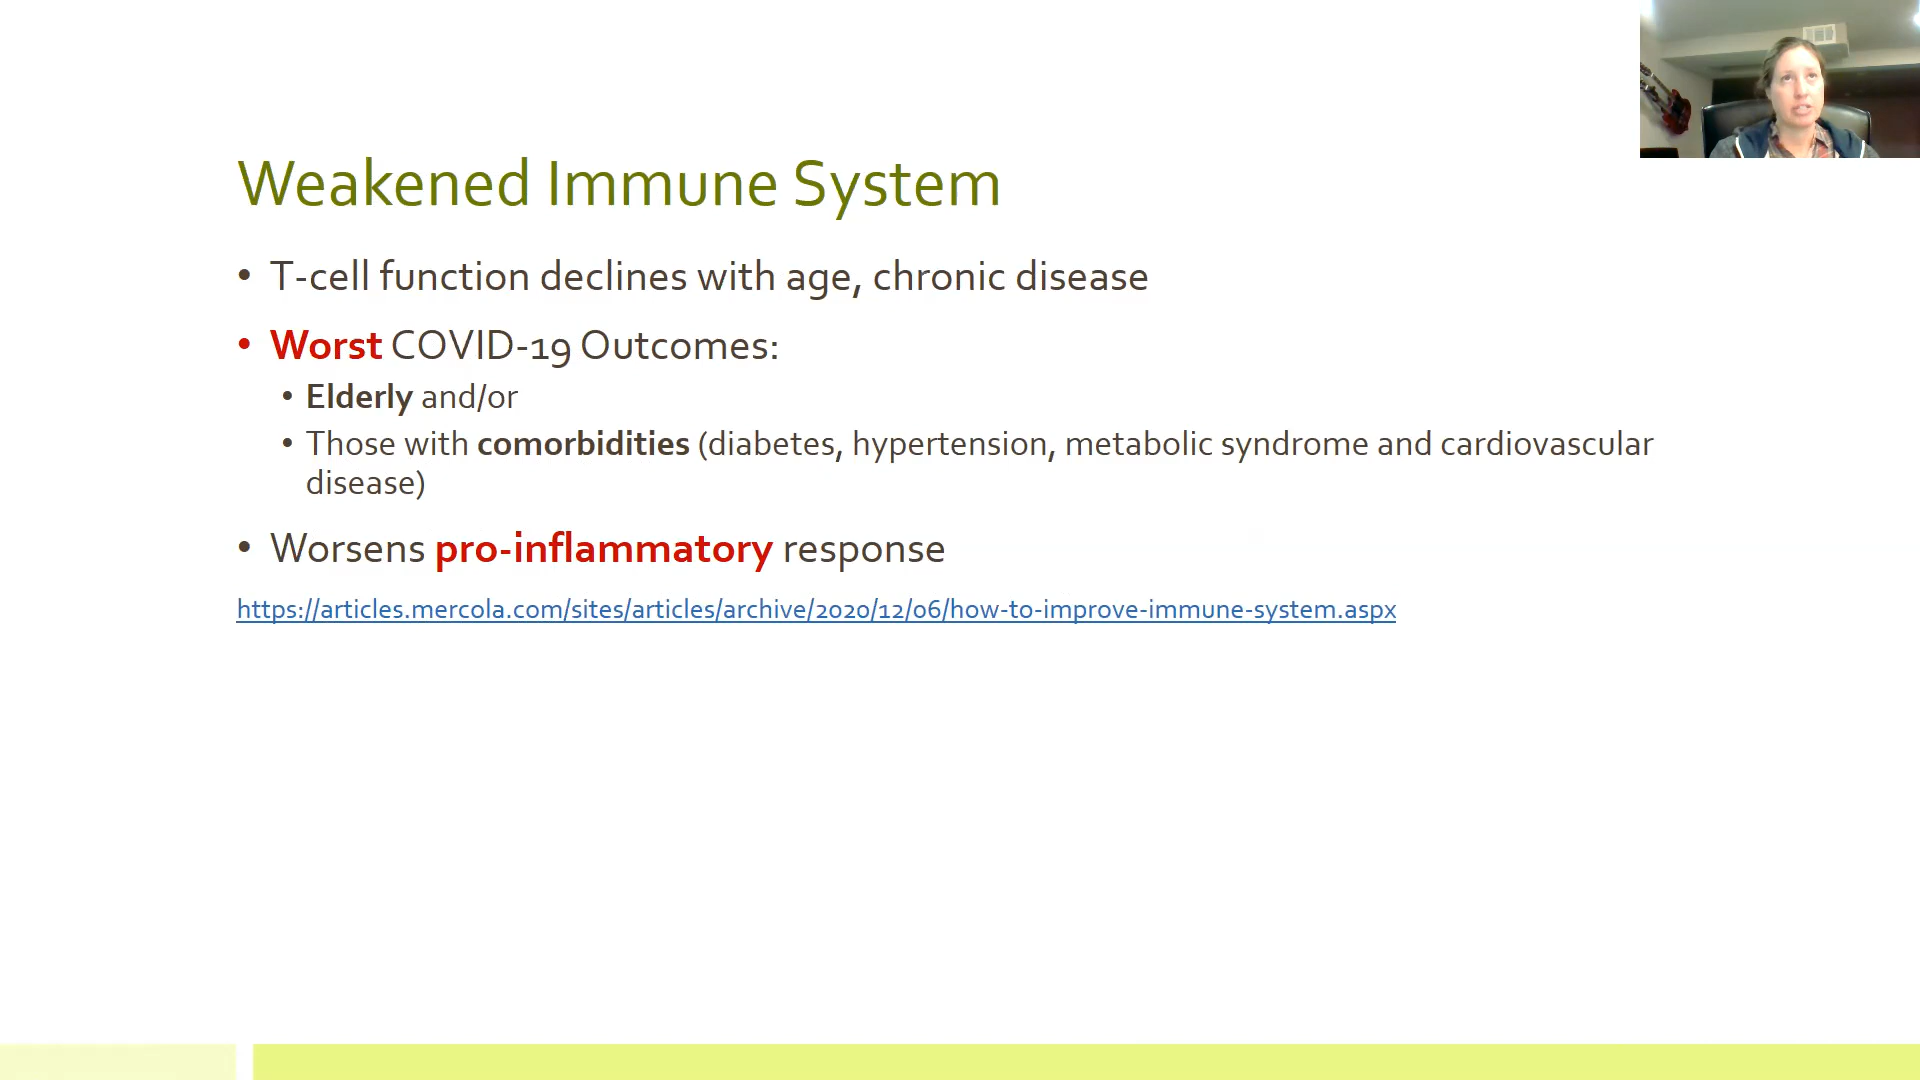 Weakened Immune System
• T-cell function declines with age, chronic disease
• Worst COVID-19 Outcomes:
• Elderly and/or
• Those with comorbidities (diabetes, hypertension, metabolic syndrome and cardiovascular
disease)
• Worsens pro-inflammatory response
https://articles.mercola.com/sites/articles/archive/2020/12/06/how-to-improve-immune-system.aspx